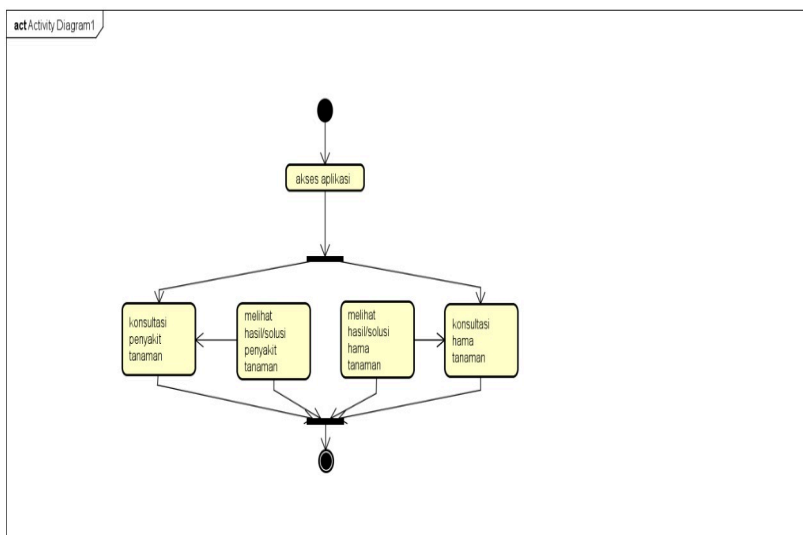 act Activity Diagram1
akses aplikasi
konsultasi
penyakit
tanaman
melihat
hasil/solusi
penyakit
tanaman
melihat
hasil/solusi
hama
tanaman
konsultasi
hama
tanaman